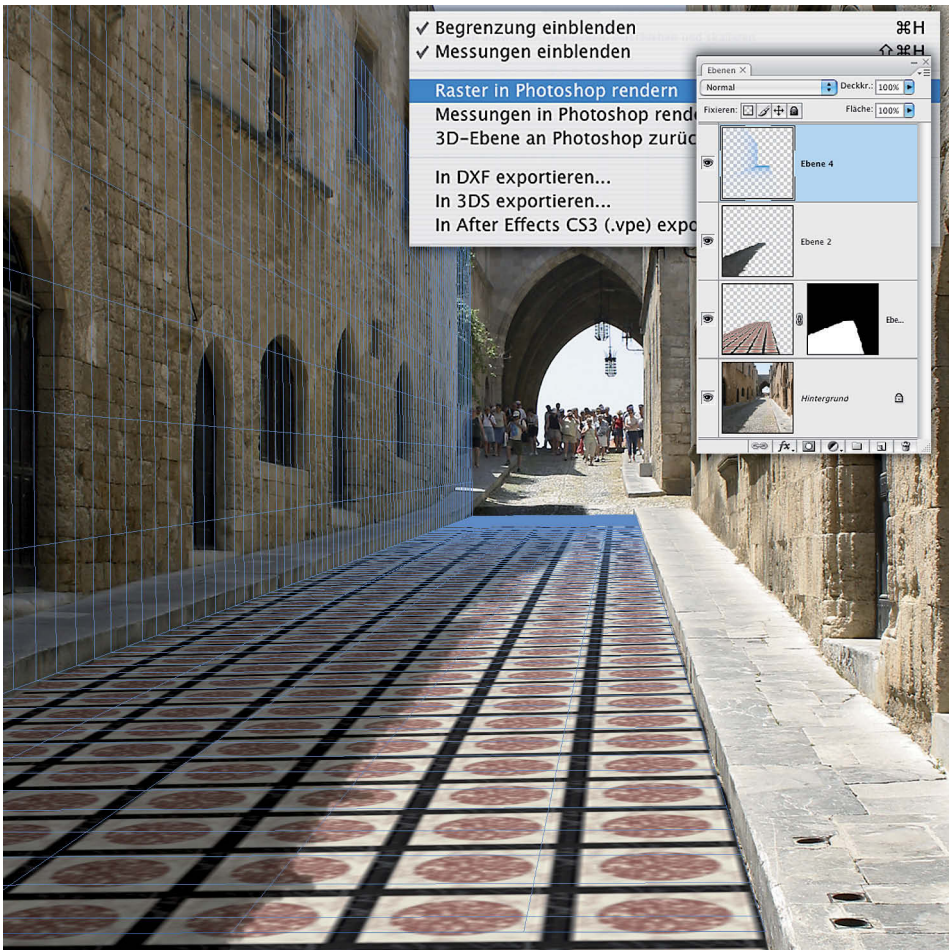 ✓ Begrenzung einblenden ⌘H
✓ Messungen einblenden ⇧⌘H
Raster in Photoshop rendern
Messungen in Photoshop rende
3D-Ebene an Photoshop zurüc
In DXF exportieren...
In 3DS exportieren...
In After Effects CS3 (.vpe) expo
Ebenen ×
Normal Deckkr.: 100%
Fixieren: Fläche: 100%
Ebene 4
Ebene 2
Ebe...
Hintergrund
fx.